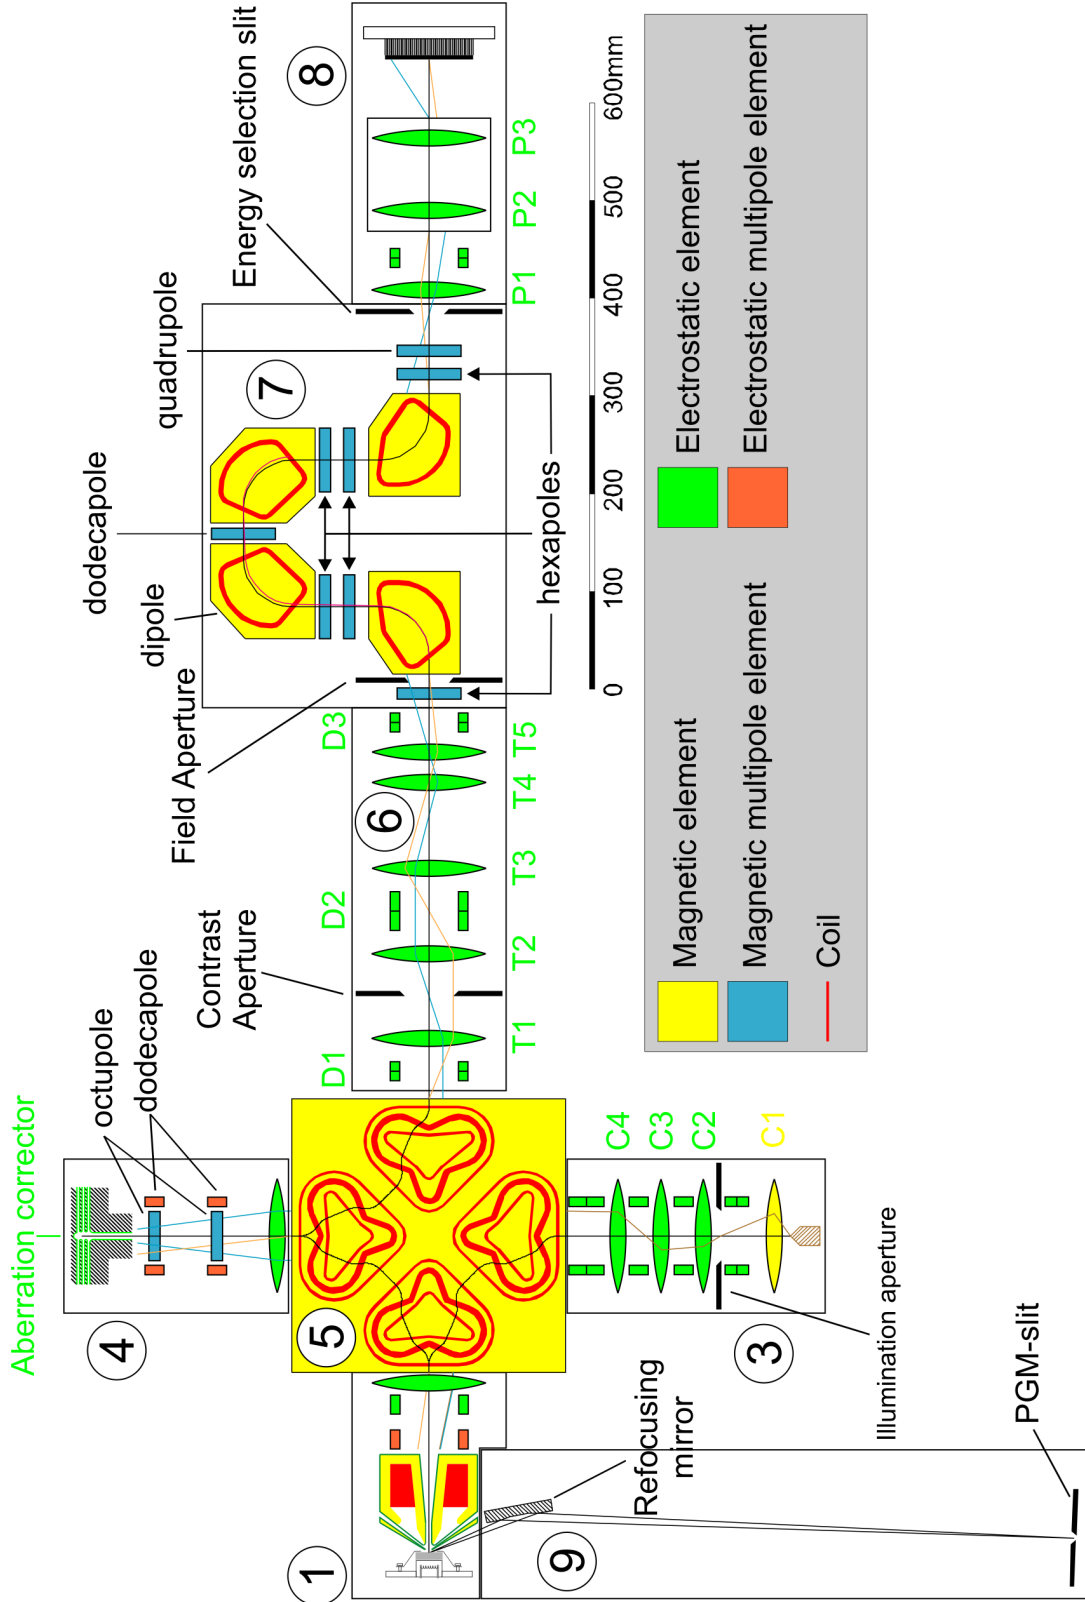 Aberration corrector
octupole
dodecapole
4
5
1
3
9
Refocusing
mirror
Illumination aperture
PGM-slit
C4
C3
C2
C1
Contrast
Aperture
D1
D2
D3
T1
T2
T3
T4
T5
6
Field Aperture
dipole
dodecapole
quadrupole
7
hexapoles
Energy selection slit
8
P1
P2
P3
0
100
200
300
400
500
600mm
Magnetic element
Magnetic multipole element
Coil
Electrostatic element
Electrostatic multipole element